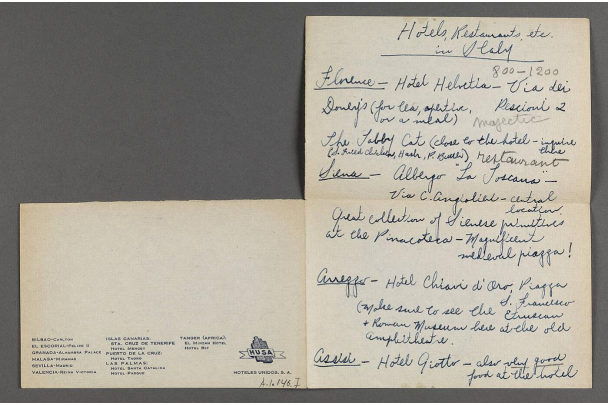 Hotels, Restaurants, etc.
in Italy
800-1200
Florence - Hotel Helvetia - Via dei
Doney's (for tea, aperitive, Pescioni 2
or a meal) majectic
The Tabby Cat (close to the hotel - inquire
there
(S. Fried chicken, Hash, P. Butter) restaurant
Siena - Albergo "La Toscana" -
Via C. Angiolieri - central
location
Great collection of Sienese primitives
at the Pinacoteca - Magnificent
medieval piazza!
Arezzo - Hotel Chiavi d'Oro, Piazza
S. Francesco
(Make sure to see the Etruscan
+ Roman Museum here at the old
amphitheatre.
Assisi - Hotel Giotto - also very good
food at the hotel
BILBAO-CARLTON
EL ESCORIAL-FELIPE II
GRANADA-ALHAMBRA PALACE
MALAGA-MIRAMAR
SEVILLA-MADRID
VALENCIA-REINA VICTORIA
ISLAS CANARIAS:
STA. CRUZ DE TENERIFE
HOTEL MENCEY
PUERTO DE LA CRUZ:
HOTEL TAORO
LAS PALMAS:
HOTEL SANTA CATALINA
HOTEL PARQUE
TANGER (AFRICA):
EL MINZAH HOTEL
HOTEL RIF
HUSA
HOTELES UNIDOS, S. A.